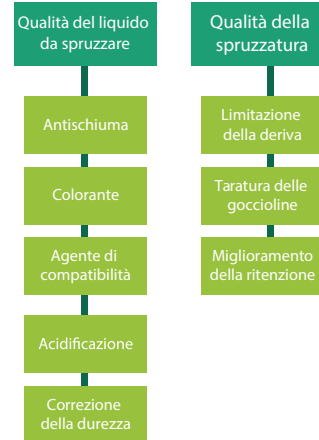 Qualità del liquido
da spruzzare
Antischiuma
Colorante
Agente di
compatibilità
Acidificazione
Correzione
della durezza
Qualità della
spruzzatura
Limitazione
della deriva
Taratura delle
goccioline
Miglioramento
della ritenzione